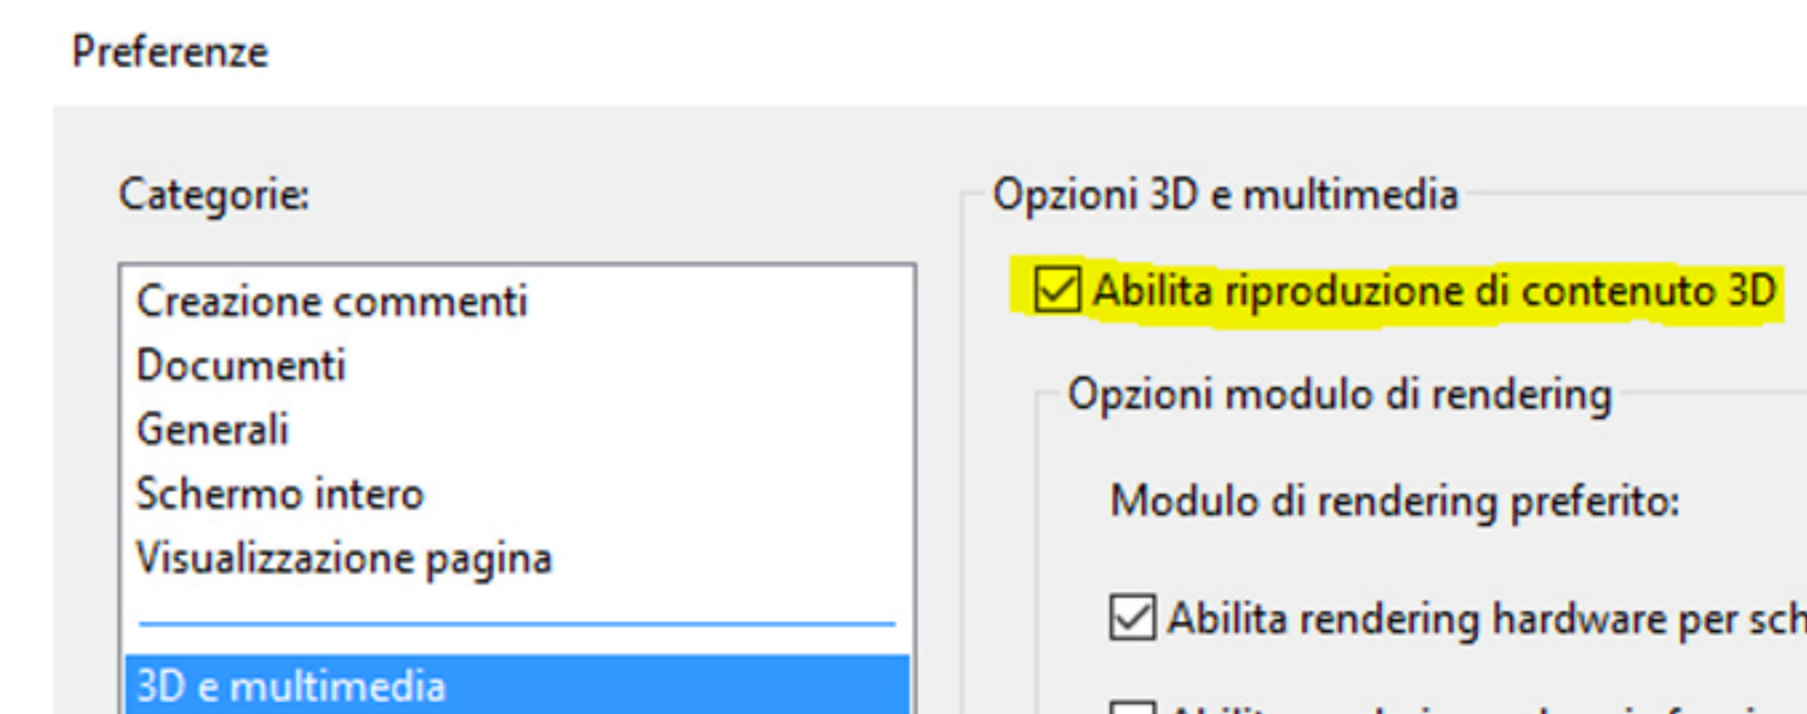 Preferenze
Categorie:
Creazione commenti
Documenti
Generali
Schermo intero
Visualizzazione pagina
3D e multimedia
Opzioni 3D e multimedia
Abilita riproduzione di contenuto 3D
Opzioni modulo di rendering
Modulo di rendering preferito:
Abilita rendering hardware per sch